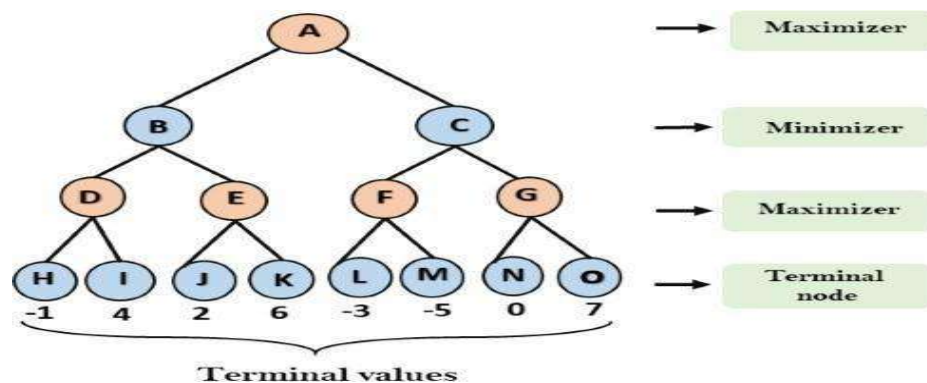 A
Maximizer
B
C
Minimizer
D
E
F
G
Maximizer
H
I
J
K
L
M
N
O
Terminal
node
-1 4 2 6 -3 -5 0 7
Terminal values